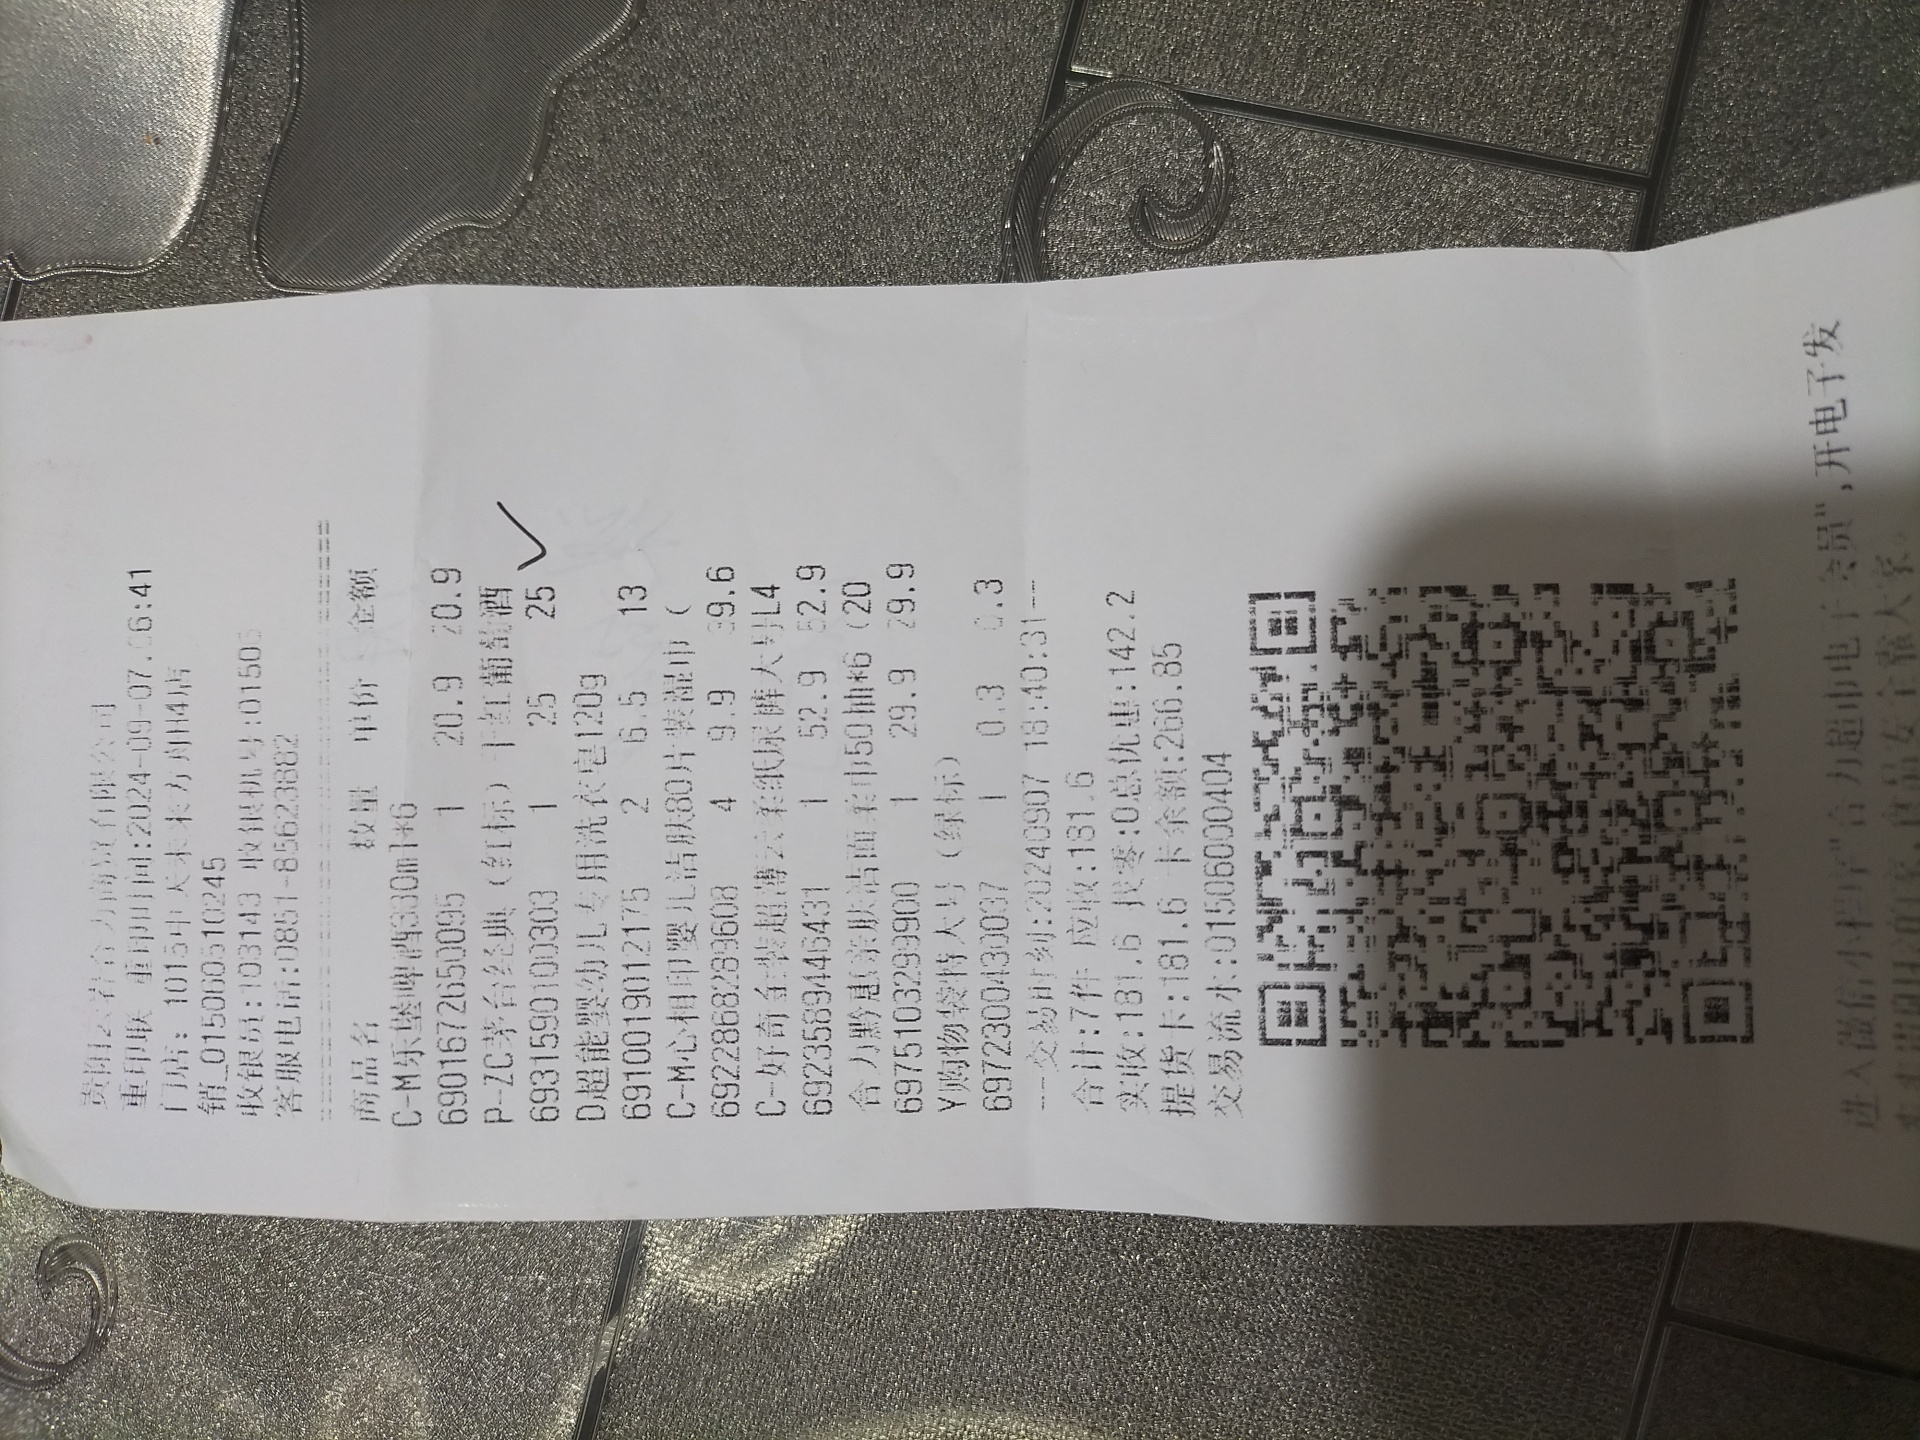 贵阳云岩合力商贸有限公司
重印联 重印时间:2024-09-07 6:41
门店: 1015中天未来方舟4店
销_015060510245
收银员:103143 收银机号:01506
客服电话:0851-85623882
商品名 数量 单价 金额
C-M乐堡啤酒330ml*6
6901672650095 1 20.9 20.9
P-ZC茅台经典(红标)干红葡萄酒
6931590100303 1 25 25
D超能婴幼儿专用洗衣皂120g
6910019012175 2 6.5 13
C-M心相印婴儿洁肤80片装湿巾(
6922868289608 4 9.9 39.6
C-好奇金装超薄云柔纸尿裤大号L4
6923589446431 1 52.9 52.9
合力黔惠亲肤洁面柔巾50抽*6(20
6975103299900 1 29.9 29.9
Y购物袋特大号(绿标)
6972300430037 1 0.3 0.3
---交易时间:20240907 18:40:31--
合计:7件 应收:181.6
实收:181.6 找零:0总优惠:142.2
提货卡:181.6 卡余额:266.85
交易流水:0150600404
进入微信小程序"合力超市电子会员",开电子发